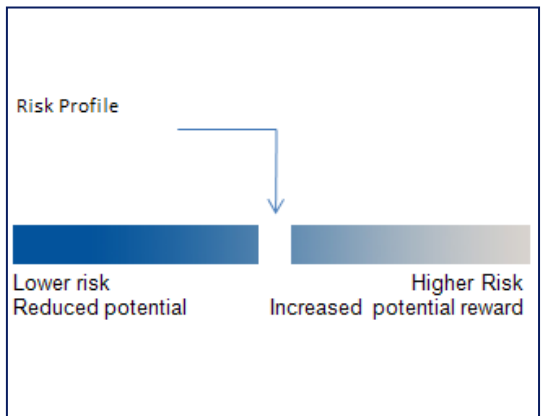 Risk Profile
Lower risk
Reduced potential
Higher Risk
Increased potential reward